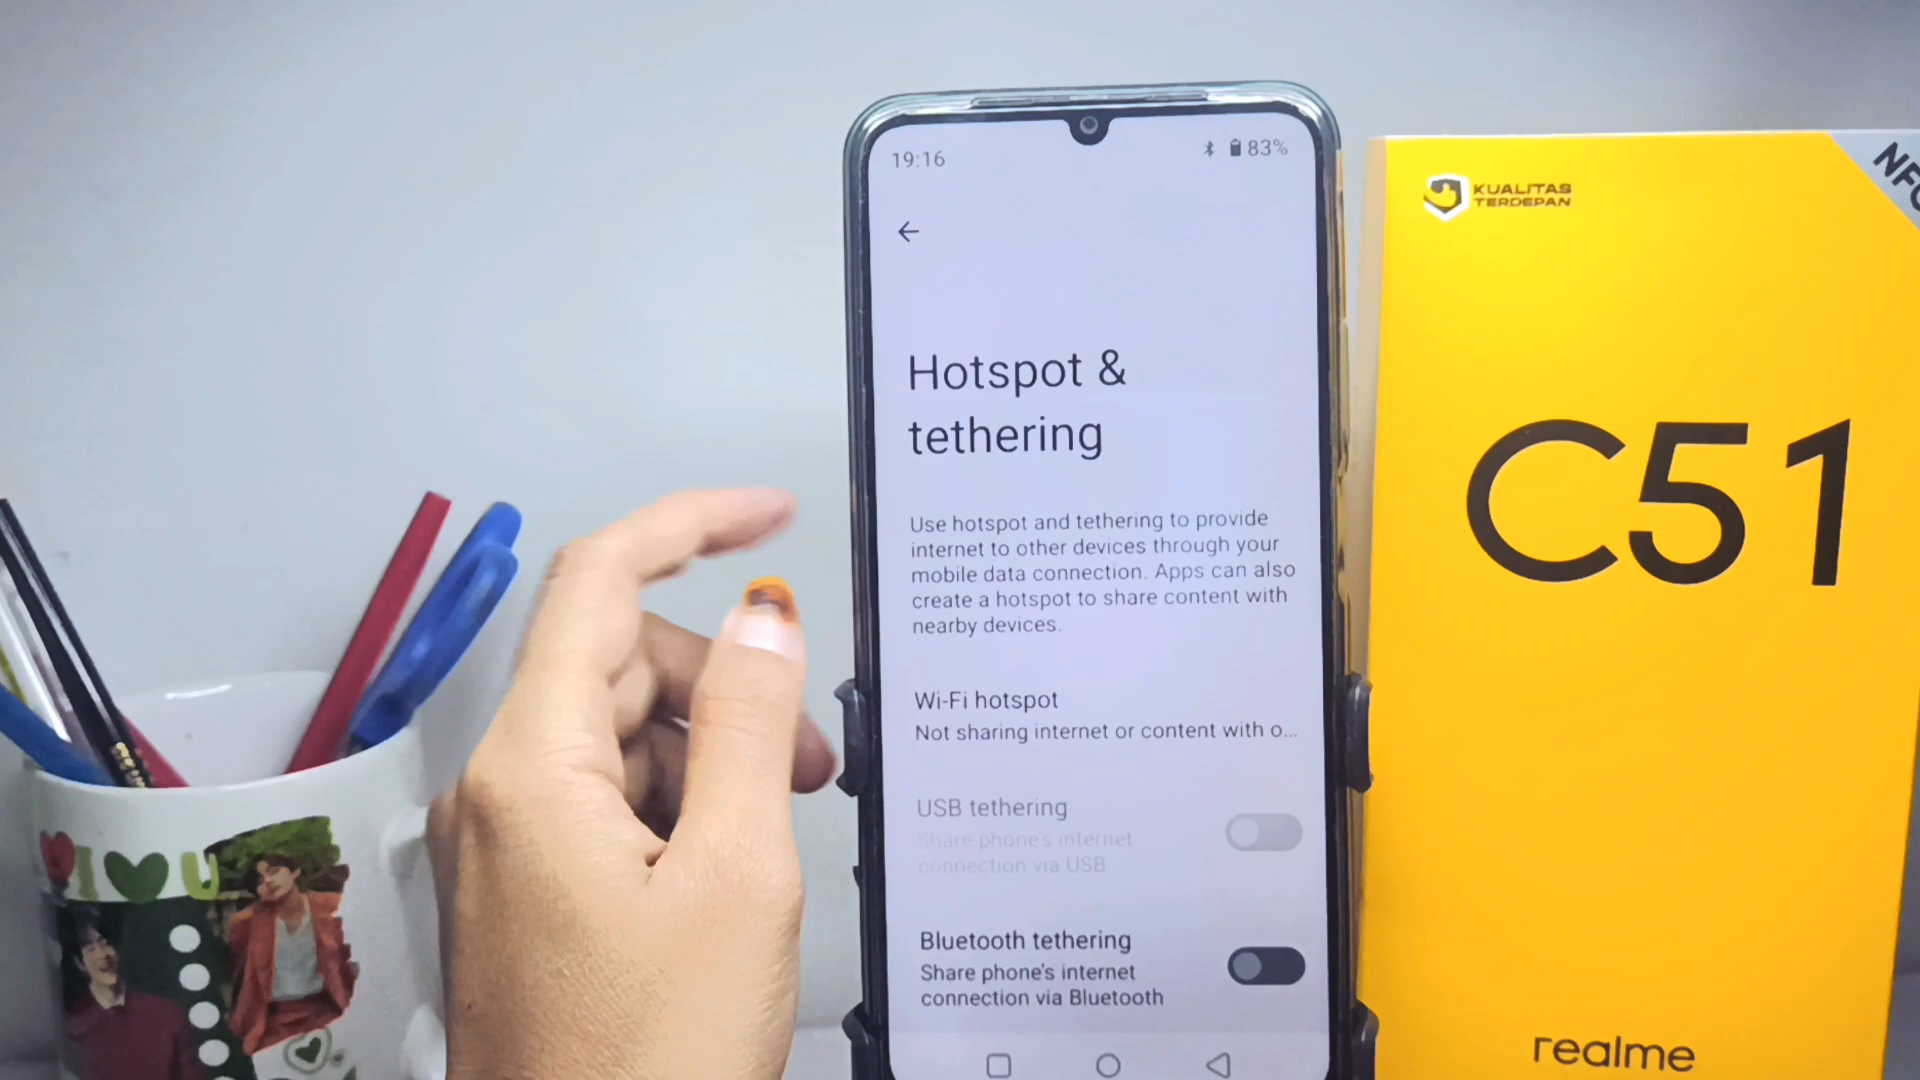 19:16
83%
Hotspot &
tethering
Use hotspot and tethering to provide
internet to other devices through your
mobile data connection. Apps can also
create a hotspot to share content with
nearby devices.
Wi-Fi hotspot
Not sharing internet or content with o...
USB tethering
Share phone's internet
connection via USB
Bluetooth tethering
Share phone's internet
connection via Bluetooth
KUALITAS
TERDEPAN
NFC
C51
realme
I U